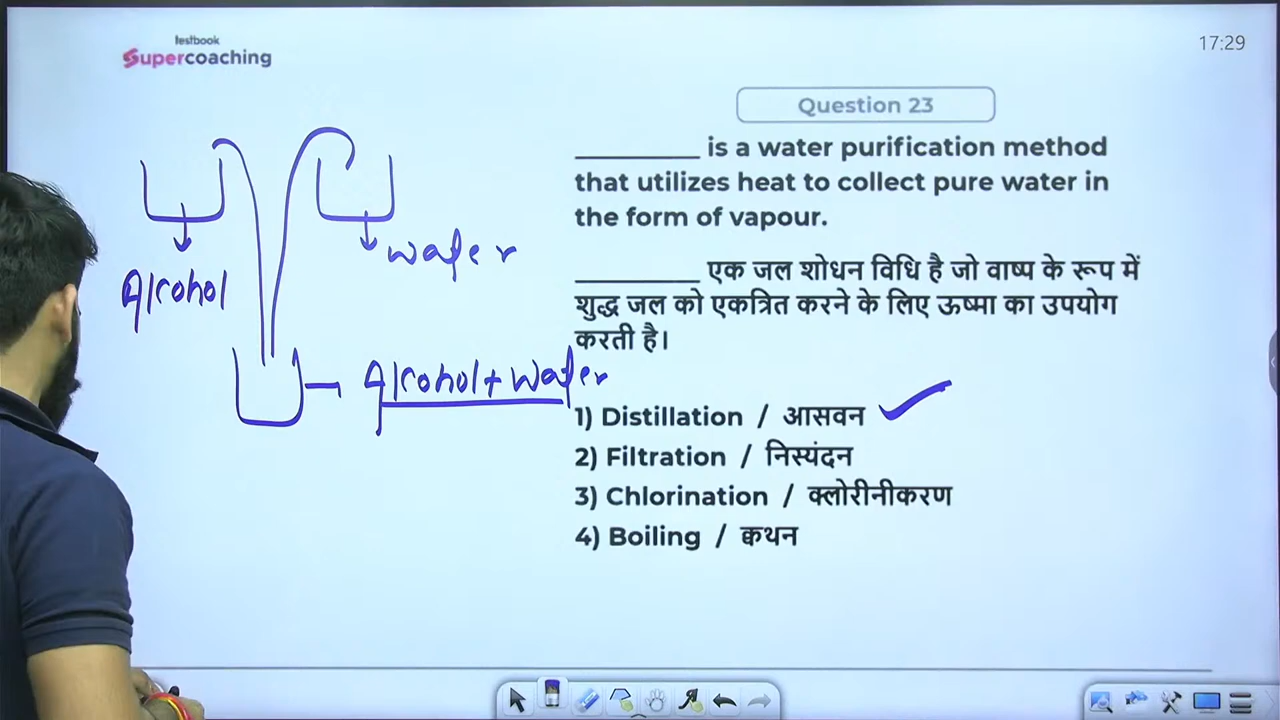 testbook
Supercoaching
17:29
Question 23
_________ is a water purification method
that utilizes heat to collect pure water in
the form of vapour.
_________ एक जल शोधन विधि है जो वाष्प के रूप में
शुद्ध जल को एकत्रित करने के लिए ऊष्मा का उपयोग
करती है।
1) Distillation / आसवन
2) Filtration / निस्यंदन
3) Chlorination / क्लोरीनीकरण
4) Boiling / क्वथन
Alcohol
Water
Alcohol + Water